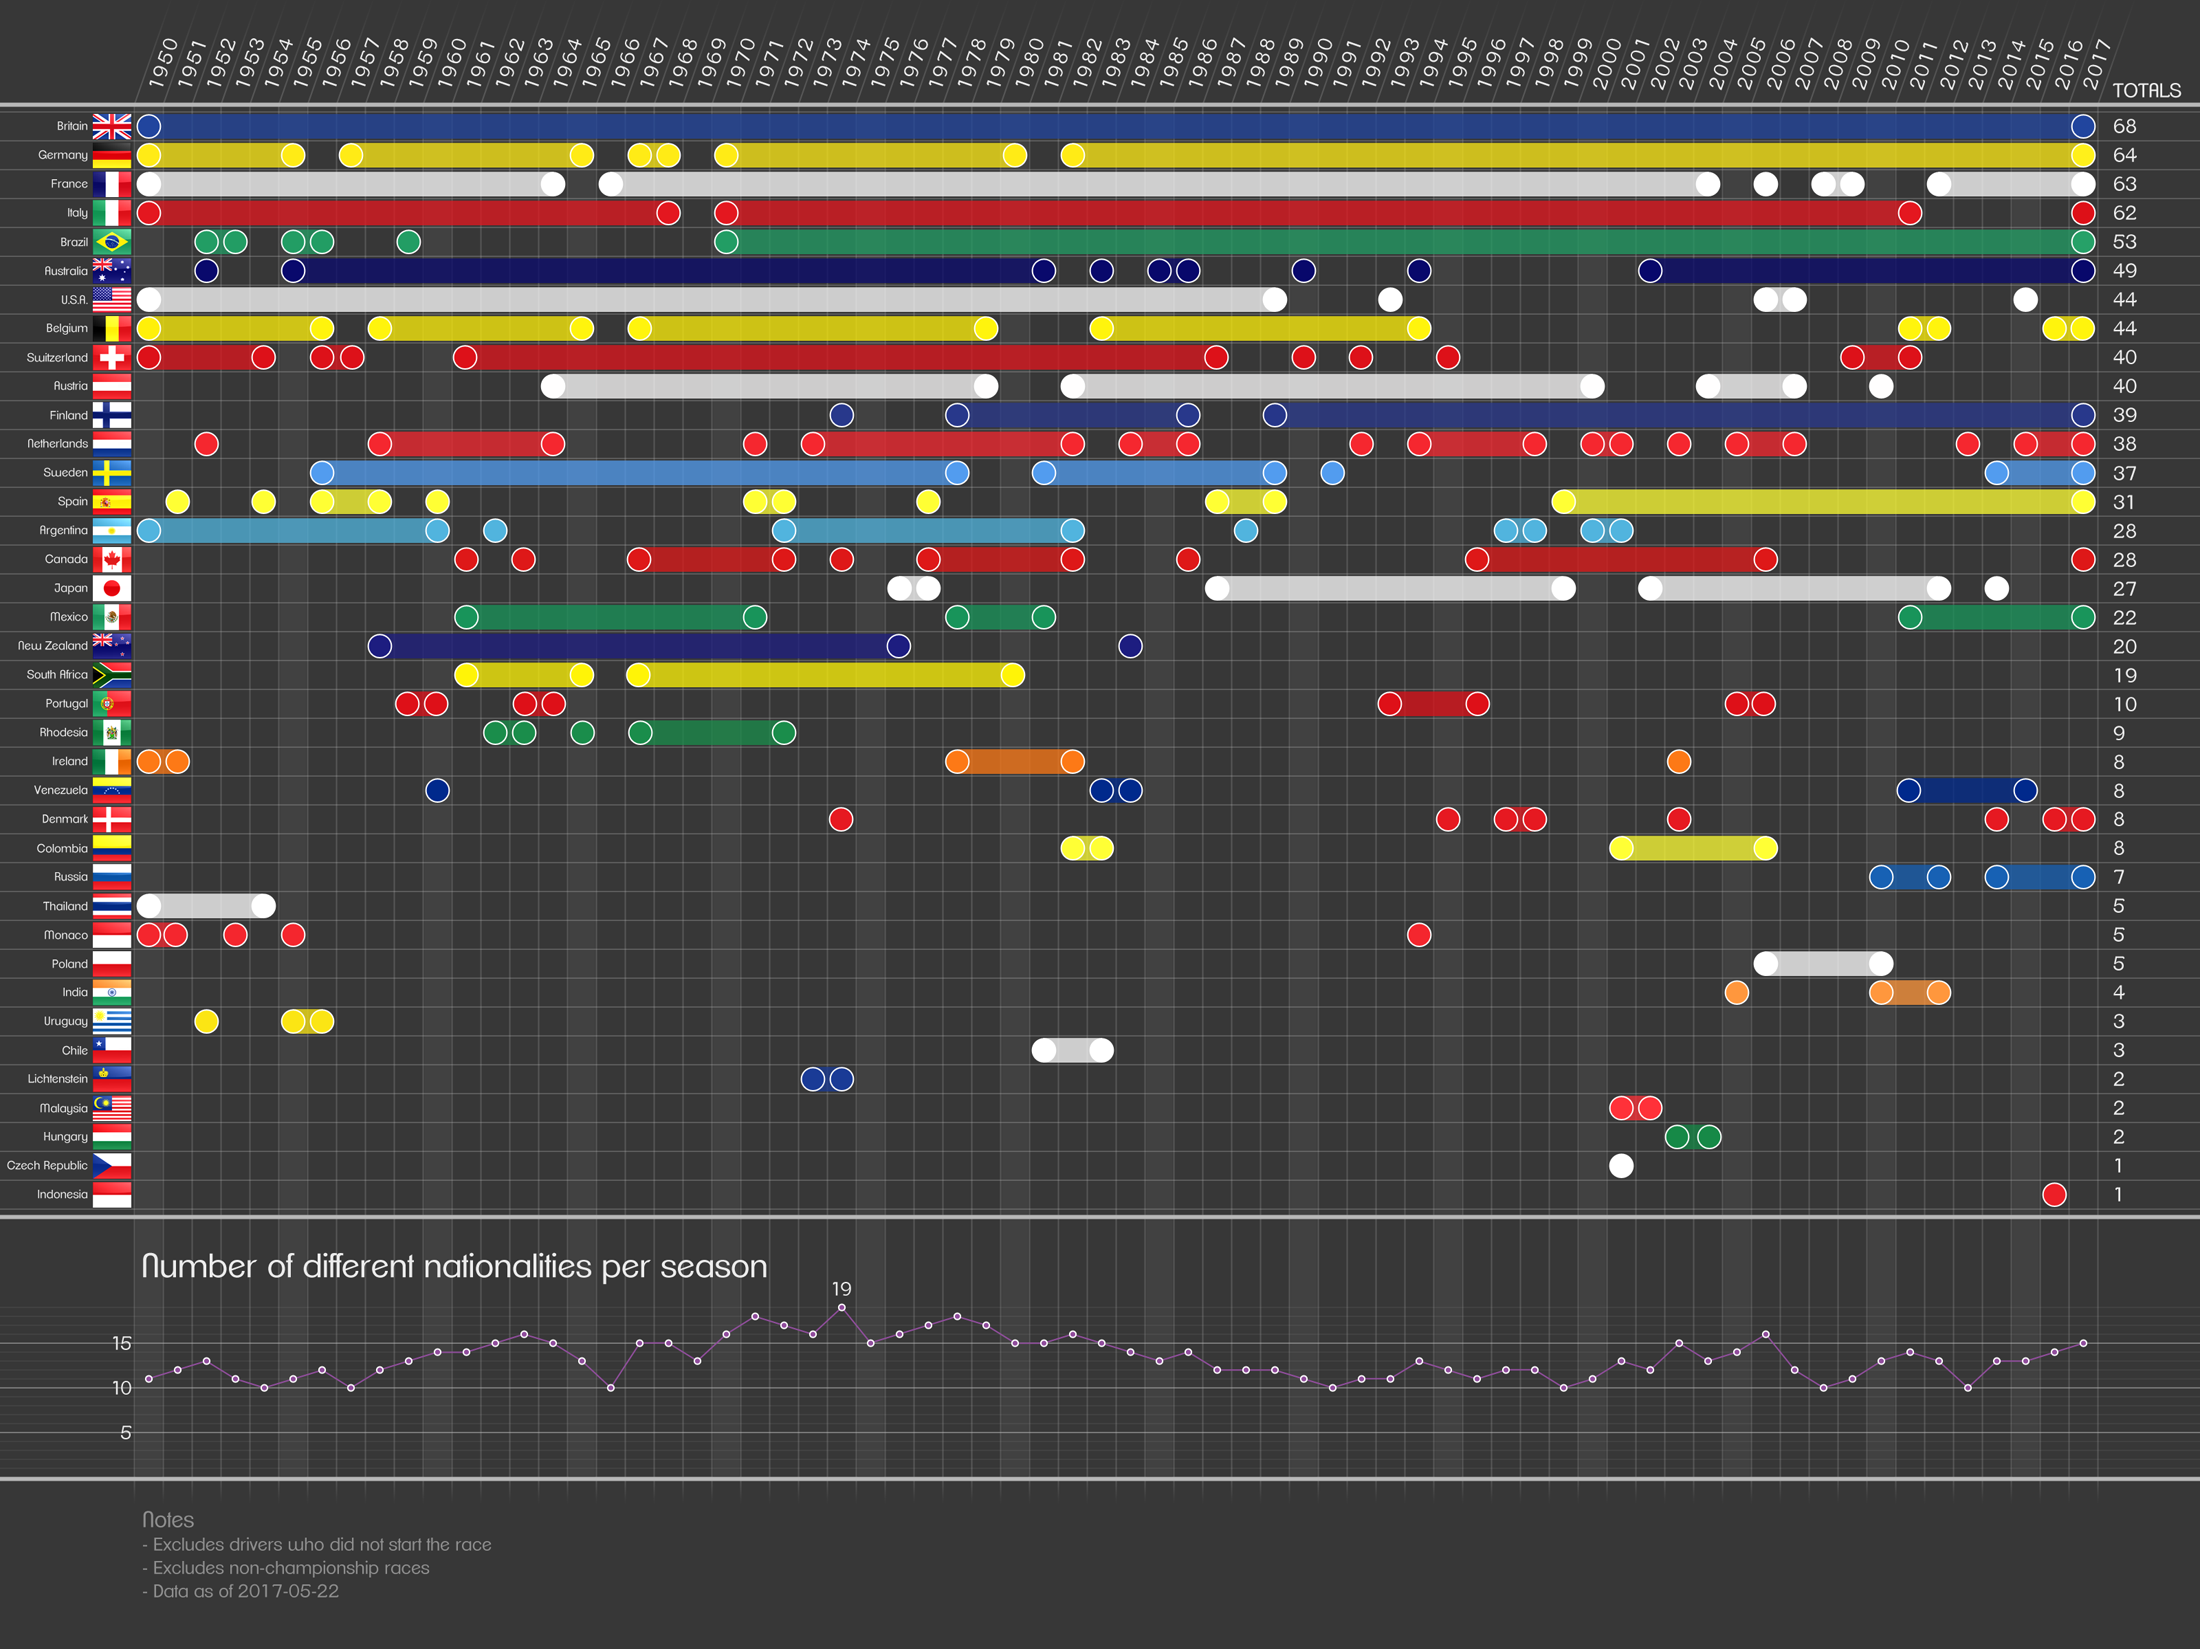 1950 1951 1952 1953 1954 1955 1956 1957 1958 1959 1960 1961 1962 1963 1964 1965 1966 1967 1968 1969 1970 1971 1972 1973 1974 1975 1976 1977 1978 1979 1980 1981 1982 1983 1984 1985 1986 1987 1988 1989 1990 1991 1992 1993 1994 1995 1996 1997 1998 1999 2000 2001 2002 2003 2004 2005 2006 2007 2008 2009 2010 2011 2012 2013 2014 2015 2016 2017 TOTALS
Britain 68
Germany 64
France 63
Italy 62
Brazil 53
Australia 49
U.S.A. 44
Belgium 44
Switzerland 40
Austria 40
Finland 39
Netherlands 38
Sweden 37
Spain 31
Argentina 28
Canada 28
Japan 27
Mexico 22
New Zealand 20
South Africa 19
Portugal 10
Rhodesia 9
Ireland 8
Venezuela 8
Denmark 8
Colombia 8
Russia 7
Thailand 5
Monaco 5
Poland 5
India 4
Uruguay 3
Chile 3
Lichtenstein 2
Malaysia 2
Hungary 2
Czech Republic 1
Indonesia 1
Number of different nationalities per season
19
15
10
5
Notes
- Excludes drivers who did not start the race
- Excludes non-championship races
- Data as of 2017-05-22